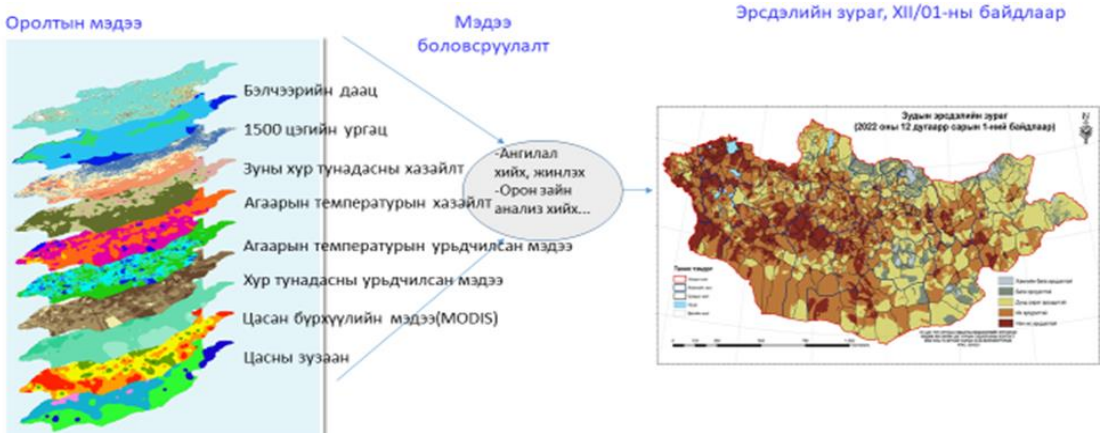 Оролтын мэдээ
Мэдээ
боловсруулалт
Эрсдэлийн зураг, XII/01-ны байдлаар
Бэлчээрийн даац
1500 цэгийн ургац
Зуны хур тунадасны хазайлт
Агаарын температурын хазайлт
Агаарын температурын урьдчилсан мэдээ
Хур тунадасны урьдчилсан мэдээ
Цасан бүрхүүлийн мэдээ(MODIS)
Цасны зузаан
-Ангилал
хийх, жинлэх
-Орон зайн
анализ хийх...
Зудын эрсдэлийн зураг
(2022 оны 12 дугаарр сарын 1-ний байдлаар)